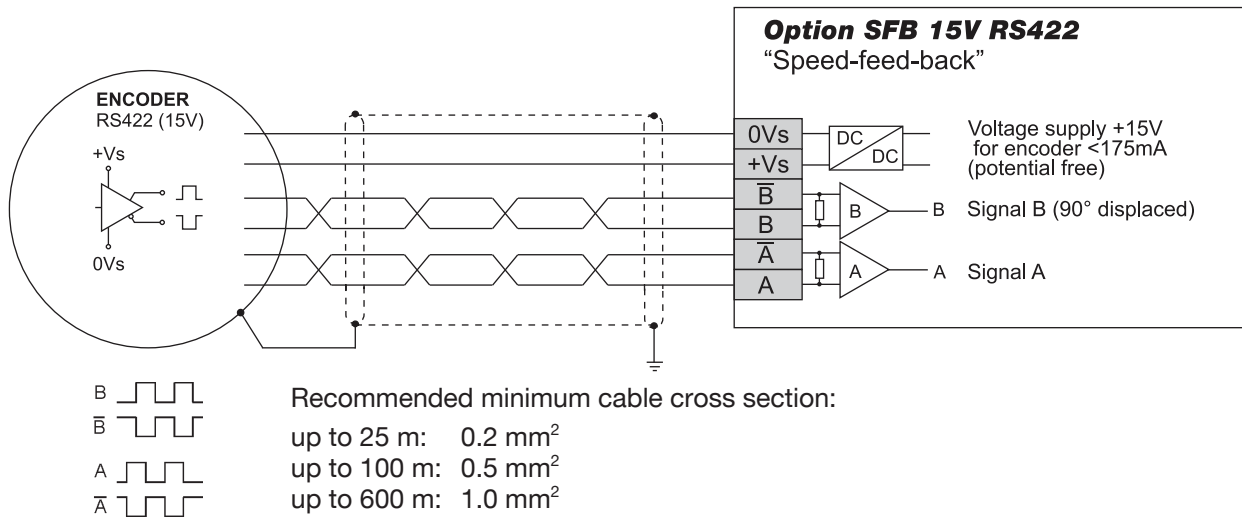 Option SFB 15V RS422
“Speed-feed-back”
ENCODER
RS422 (15V)
+Vs
0Vs
0Vs
+Vs
B̅
B
A̅
A
DC
DC
Voltage supply +15V
for encoder <175mA
(potential free)
B
B
Signal B (90° displaced)
A
A
Signal A
B
B̅
A
A̅
Recommended minimum cable cross section:
up to 25 m: 0.2 mm²
up to 100 m: 0.5 mm²
up to 600 m: 1.0 mm²